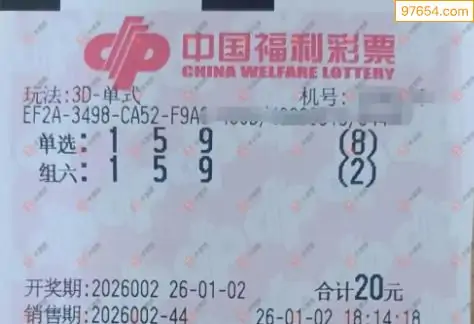 97654.com
中国福利彩票
CHINA WELFARE LOTTERY
玩法:3D-单式 机号:
EF2A-3498-CA52-F9A
单选: 1 5 9 (8)
组六: 1 5 9 (2)
开奖期:2026002 26-01-02 合计20元
销售期:2026002-44 26-01-02 18:14:18